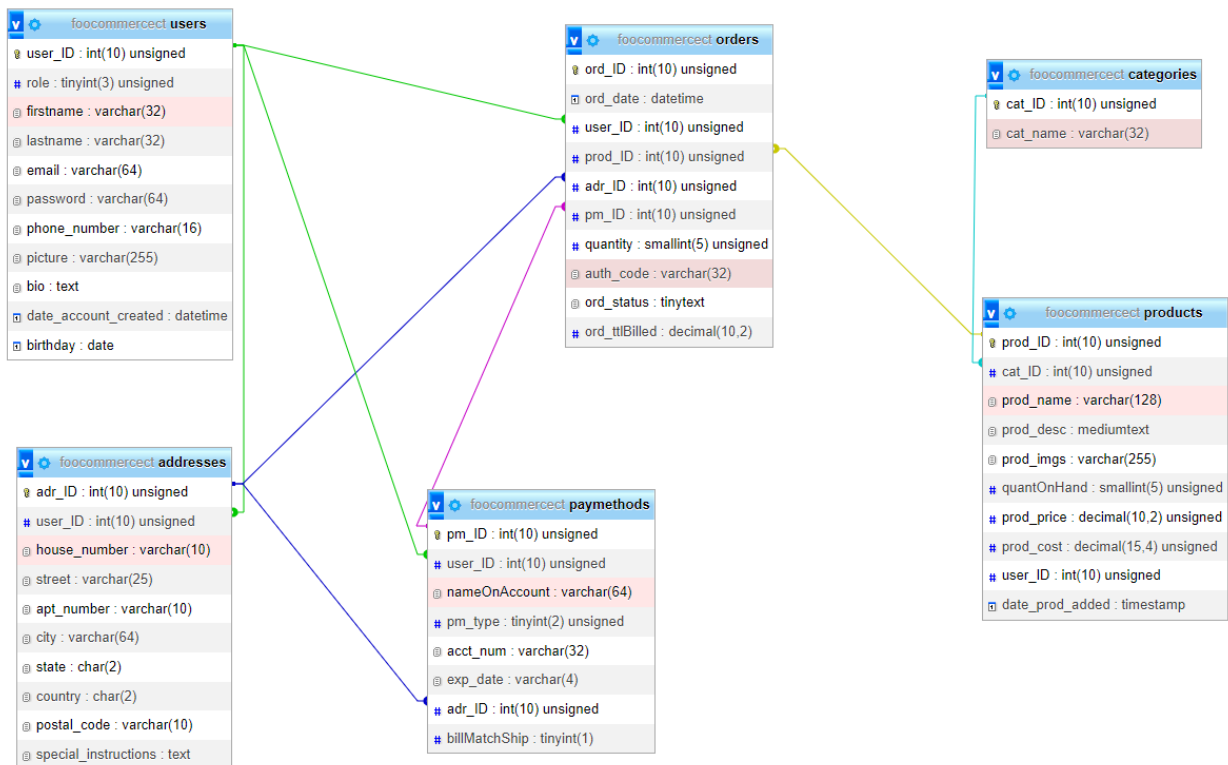 foocommercect users
user_ID : int(10) unsigned
role : tinyint(3) unsigned
firstname : varchar(32)
lastname : varchar(32)
email : varchar(64)
password : varchar(64)
phone_number : varchar(16)
picture : varchar(255)
bio : text
date_account_created : datetime
birthday : date
foocommercect orders
ord_ID : int(10) unsigned
ord_date : datetime
user_ID : int(10) unsigned
prod_ID : int(10) unsigned
adr_ID : int(10) unsigned
pm_ID : int(10) unsigned
quantity : smallint(5) unsigned
auth_code : varchar(32)
ord_status : tinytext
ord_ttlBilled : decimal(10,2)
foocommercect categories
cat_ID : int(10) unsigned
cat_name : varchar(32)
foocommercect products
prod_ID : int(10) unsigned
cat_ID : int(10) unsigned
prod_name : varchar(128)
prod_desc : mediumtext
prod_imgs : varchar(255)
quantOnHand : smallint(5) unsigned
prod_price : decimal(10,2) unsigned
prod_cost : decimal(15,4) unsigned
user_ID : int(10) unsigned
date_prod_added : timestamp
foocommercect addresses
adr_ID : int(10) unsigned
user_ID : int(10) unsigned
house_number : varchar(10)
street : varchar(25)
apt_number : varchar(10)
city : varchar(64)
state : char(2)
country : char(2)
postal_code : varchar(10)
special_instructions : text
foocommercect paymethods
pm_ID : int(10) unsigned
user_ID : int(10) unsigned
nameOnAccount : varchar(64)
pm_type : tinyint(2) unsigned
acct_num : varchar(32)
exp_date : varchar(4)
adr_ID : int(10) unsigned
billMatchShip : tinyint(1)